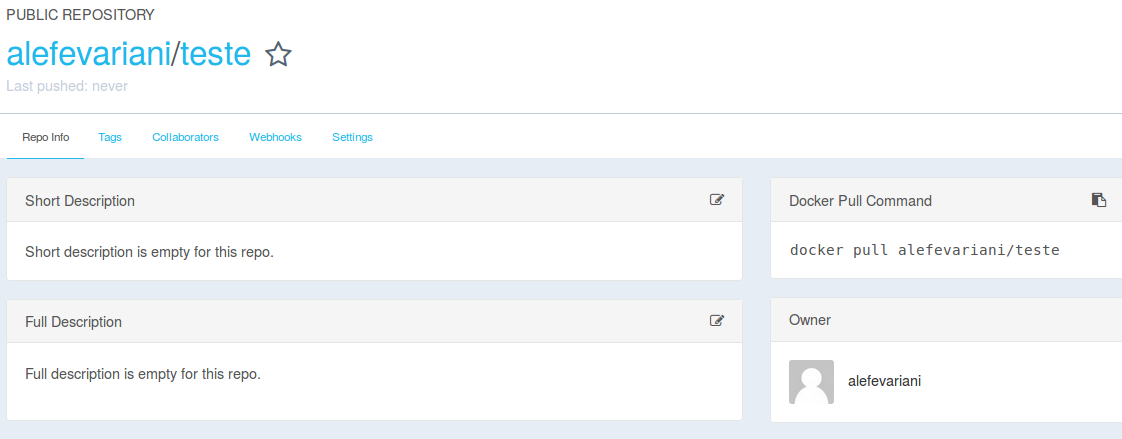 PUBLIC REPOSITORY
alefevariani/teste
Last pushed: never
Repo Info Tags Collaborators Webhooks Settings
Short Description
Short description is empty for this repo.
Full Description
Full description is empty for this repo.
Docker Pull Command
docker pull alefevariani/teste
Owner
alefevariani